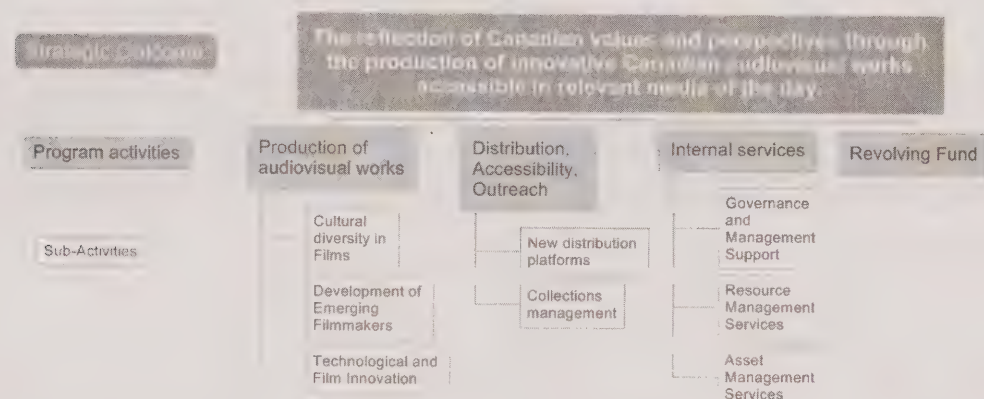 Strategic Outcome
The reflection of Canadian values and perspectives through
the production of innovative Canadian audiovisual works
accessible in relevant media of the day.
Program activities
Production of
audiovisual works
Distribution,
Accessibility,
Outreach
Internal services
Revolving Fund
Sub-Activities
Cultural
diversity in
Films
Development of
Emerging
Filmmakers
Technological and
Film Innovation
New distribution
platforms
Collections
management
Governance
and
Management
Support
Resource
Management
Services
Asset
Management
Services